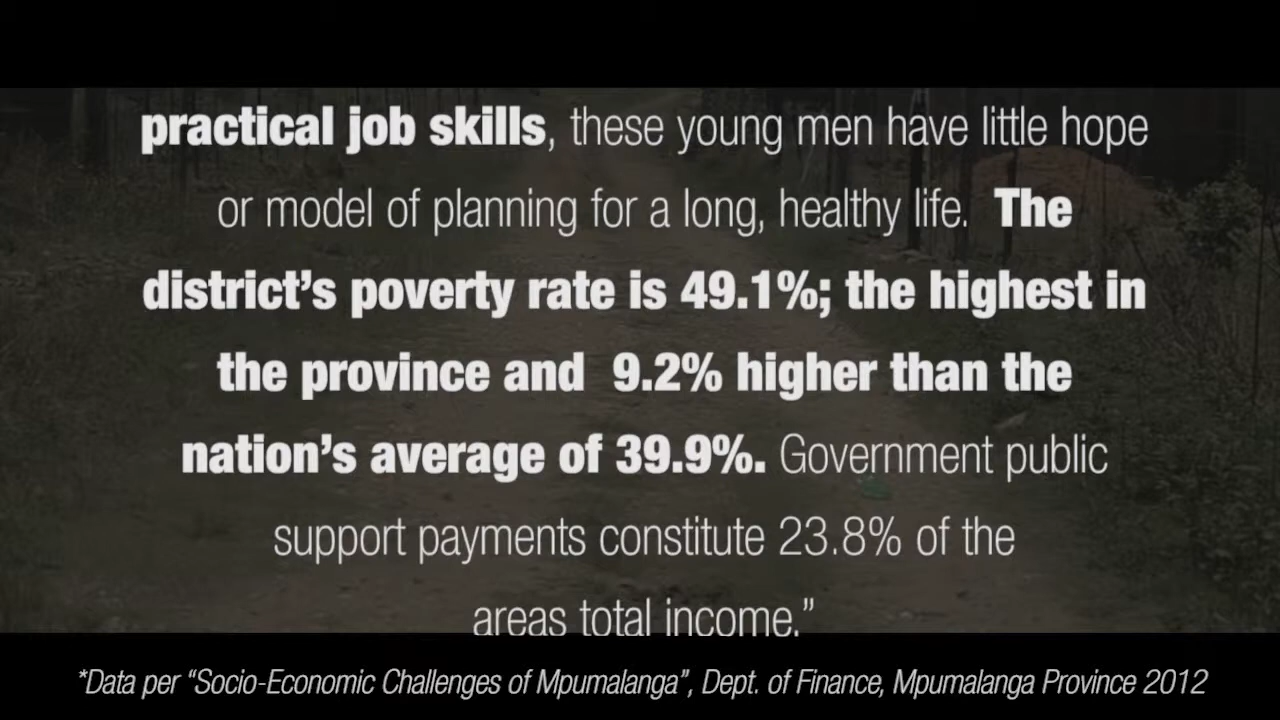 practical job skills, these young men have little hope
or model of planning for a long, healthy life.  The
district’s poverty rate is 49.1%; the highest in
the province and  9.2% higher than the
nation’s average of 39.9%. Government public
support payments constitute 23.8% of the
areas total income.”
*Data per “Socio-Economic Challenges of Mpumalanga”, Dept. of Finance, Mpumalanga Province 2012